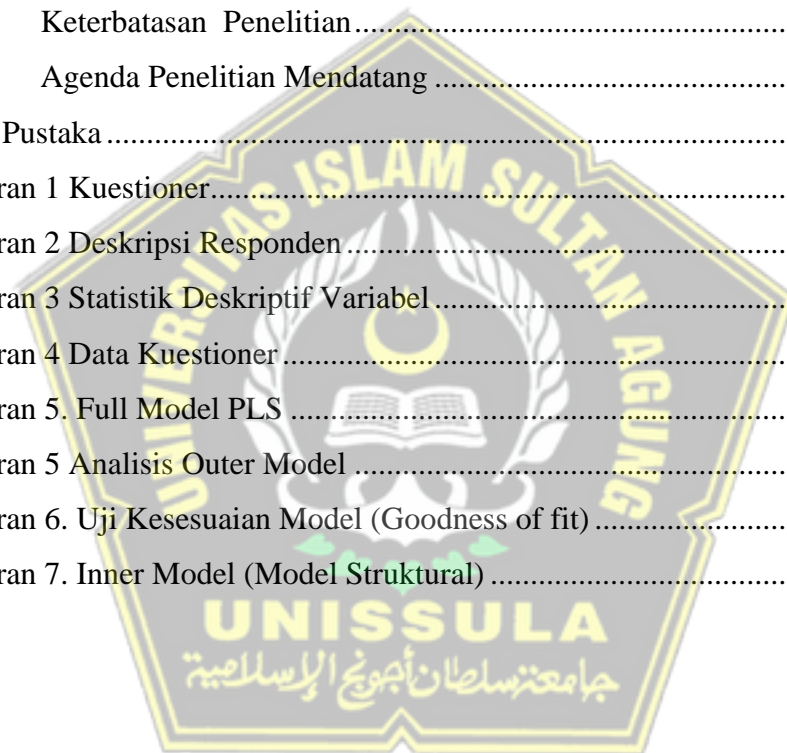 Keterbatasan Penelitian........................................................
Agenda Penelitian Mendatang .............................................
Pustaka ..................................................................................
ran 1 Kuestioner....................................................................
ran 2 Deskripsi Responden ...................................................
ran 3 Statistik Deskriptif Variabel .........................................
ran 4 Data Kuestioner ...........................................................
ran 5. Full Model PLS ..........................................................
ran 5 Analisis Outer Model ..................................................
ran 6. Uji Kesesuaian Model (Goodness of fit) ....................
ran 7. Inner Model (Model Struktural) ..................................
UNIVERSITAS ISLAM SULTAN AGUNG
UNISSULA
جامعة سلطان أجونج الإسلامية